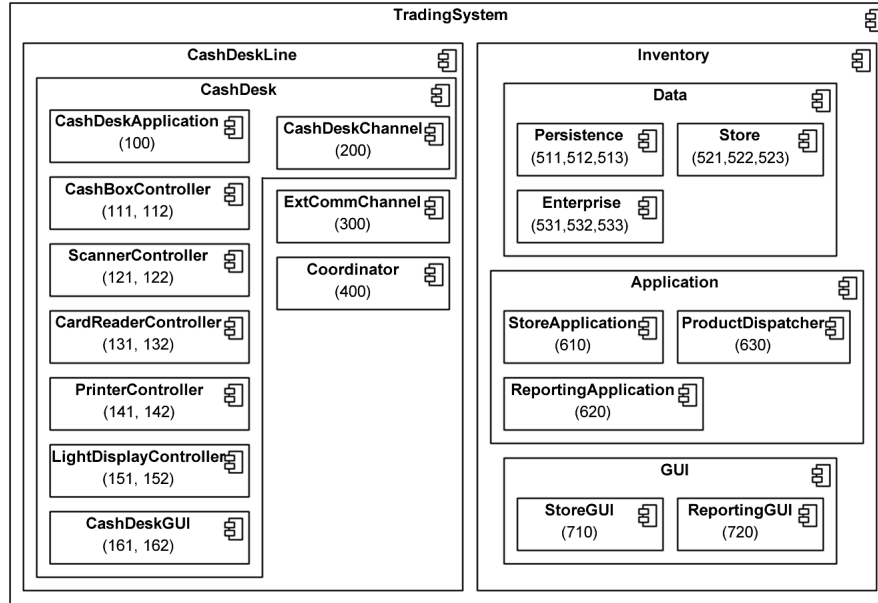 TradingSystem
CashDeskLine
CashDesk
CashDeskApplication
(100)
CashDeskChannel
(200)
CashBoxController
(111, 112)
ExtCommChannel
(300)
ScannerController
(121, 122)
Coordinator
(400)
CardReaderController
(131, 132)
PrinterController
(141, 142)
LightDisplayController
(151, 152)
CashDeskGUI
(161, 162)
Inventory
Data
Persistence
(511,512,513)
Store
(521,522,523)
Enterprise
(531,532,533)
Application
StoreApplication
(610)
ProductDispatcher
(630)
ReportingApplication
(620)
GUI
StoreGUI
(710)
ReportingGUI
(720)